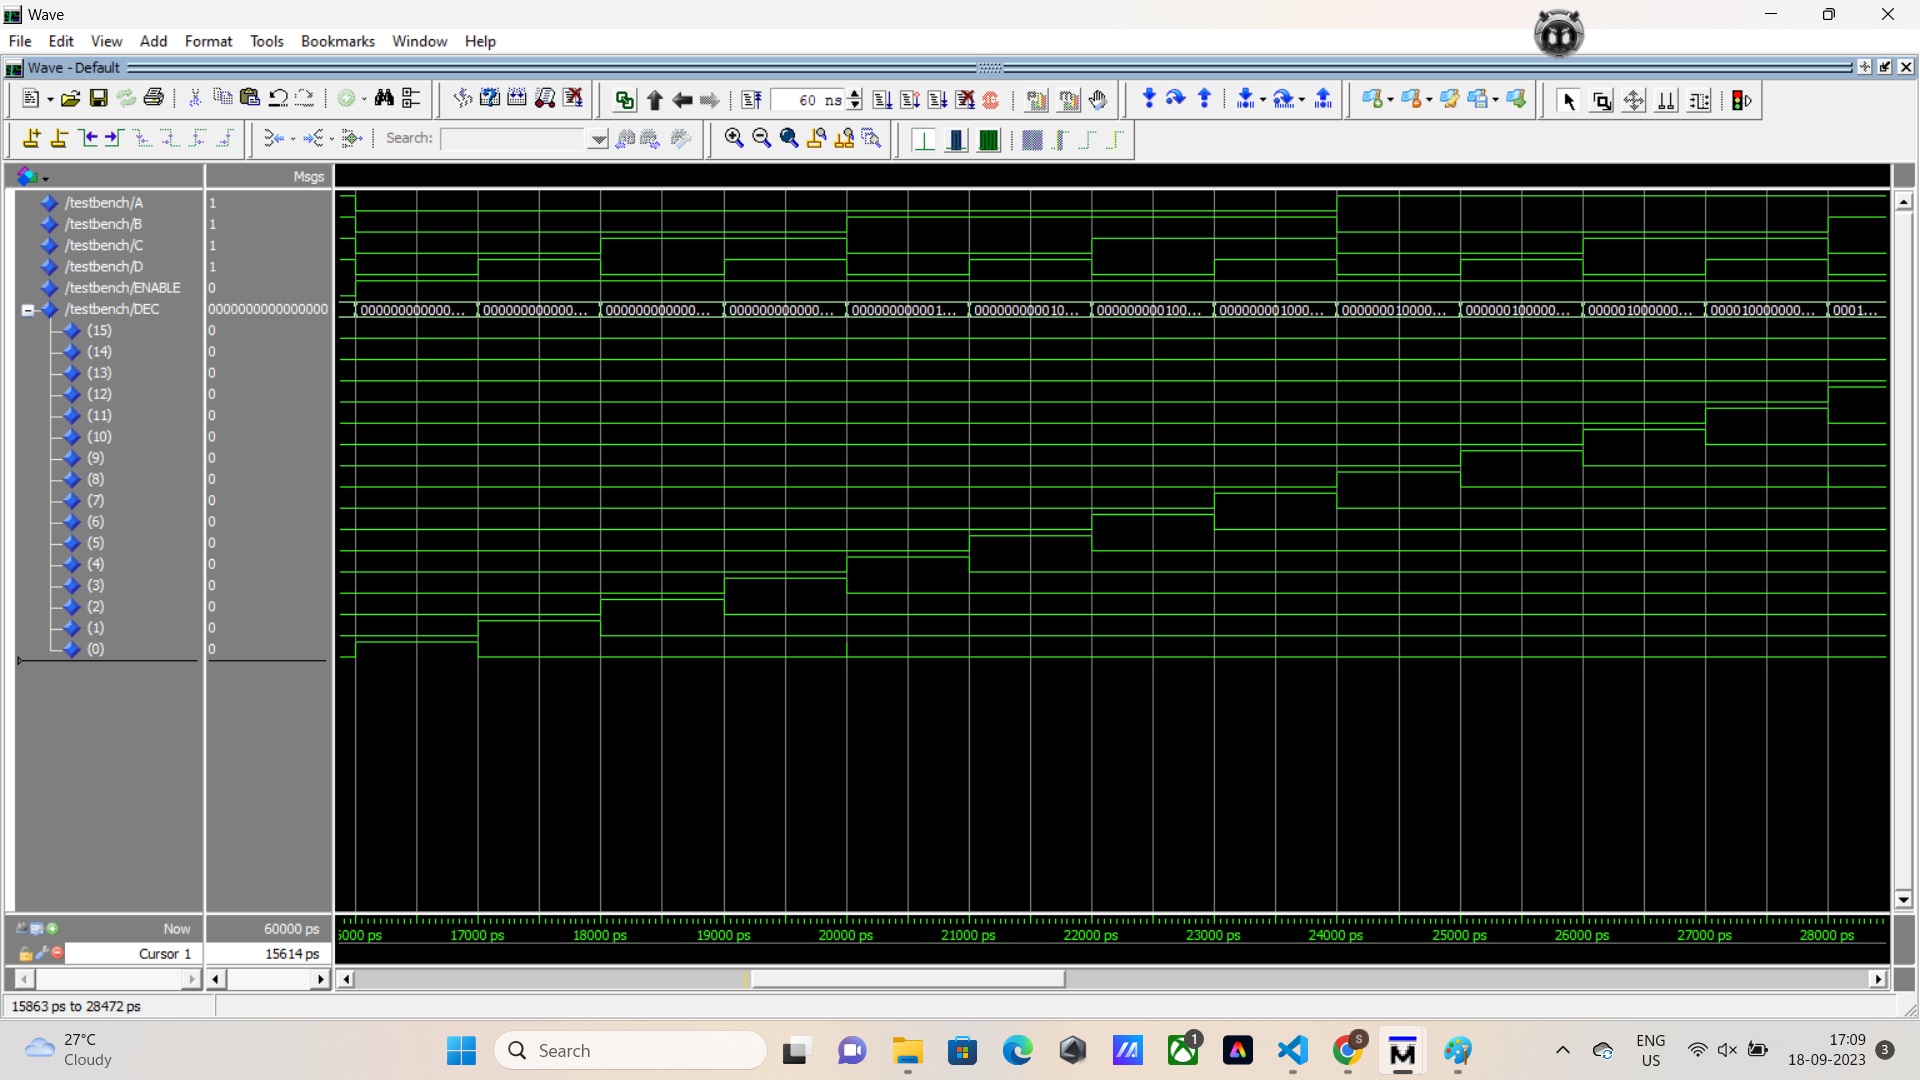 Wave
File Edit View Add Format Tools Bookmarks Window Help
Wave - Default
60 ns
Search:
Msgs
/testbench/A 1
/testbench/B 1
/testbench/C 1
/testbench/D 1
/testbench/ENABLE 0
/testbench/DEC 0000000000000000 000000000000... 000000000000... 000000000000... 000000000000... 000000000001... 000000000010... 000000000100... 000000001000... 000000010000... 000000100000... 000001000000... 000010000000... 0001...
(15) 0
(14) 0
(13) 0
(12) 0
(11) 0
(10) 0
(9) 0
(8) 0
(7) 0
(6) 0
(5) 0
(4) 0
(3) 0
(2) 0
(1) 0
(0) 0
Now 60000 ps 17000 ps 18000 ps 19000 ps 20000 ps 21000 ps 22000 ps 23000 ps 24000 ps 25000 ps 26000 ps 27000 ps 28000 ps
Cursor 1 15614 ps
15863 ps to 28472 ps
27°C
Cloudy
Search
1
S
ENG
US
17:09
18-09-2023
3